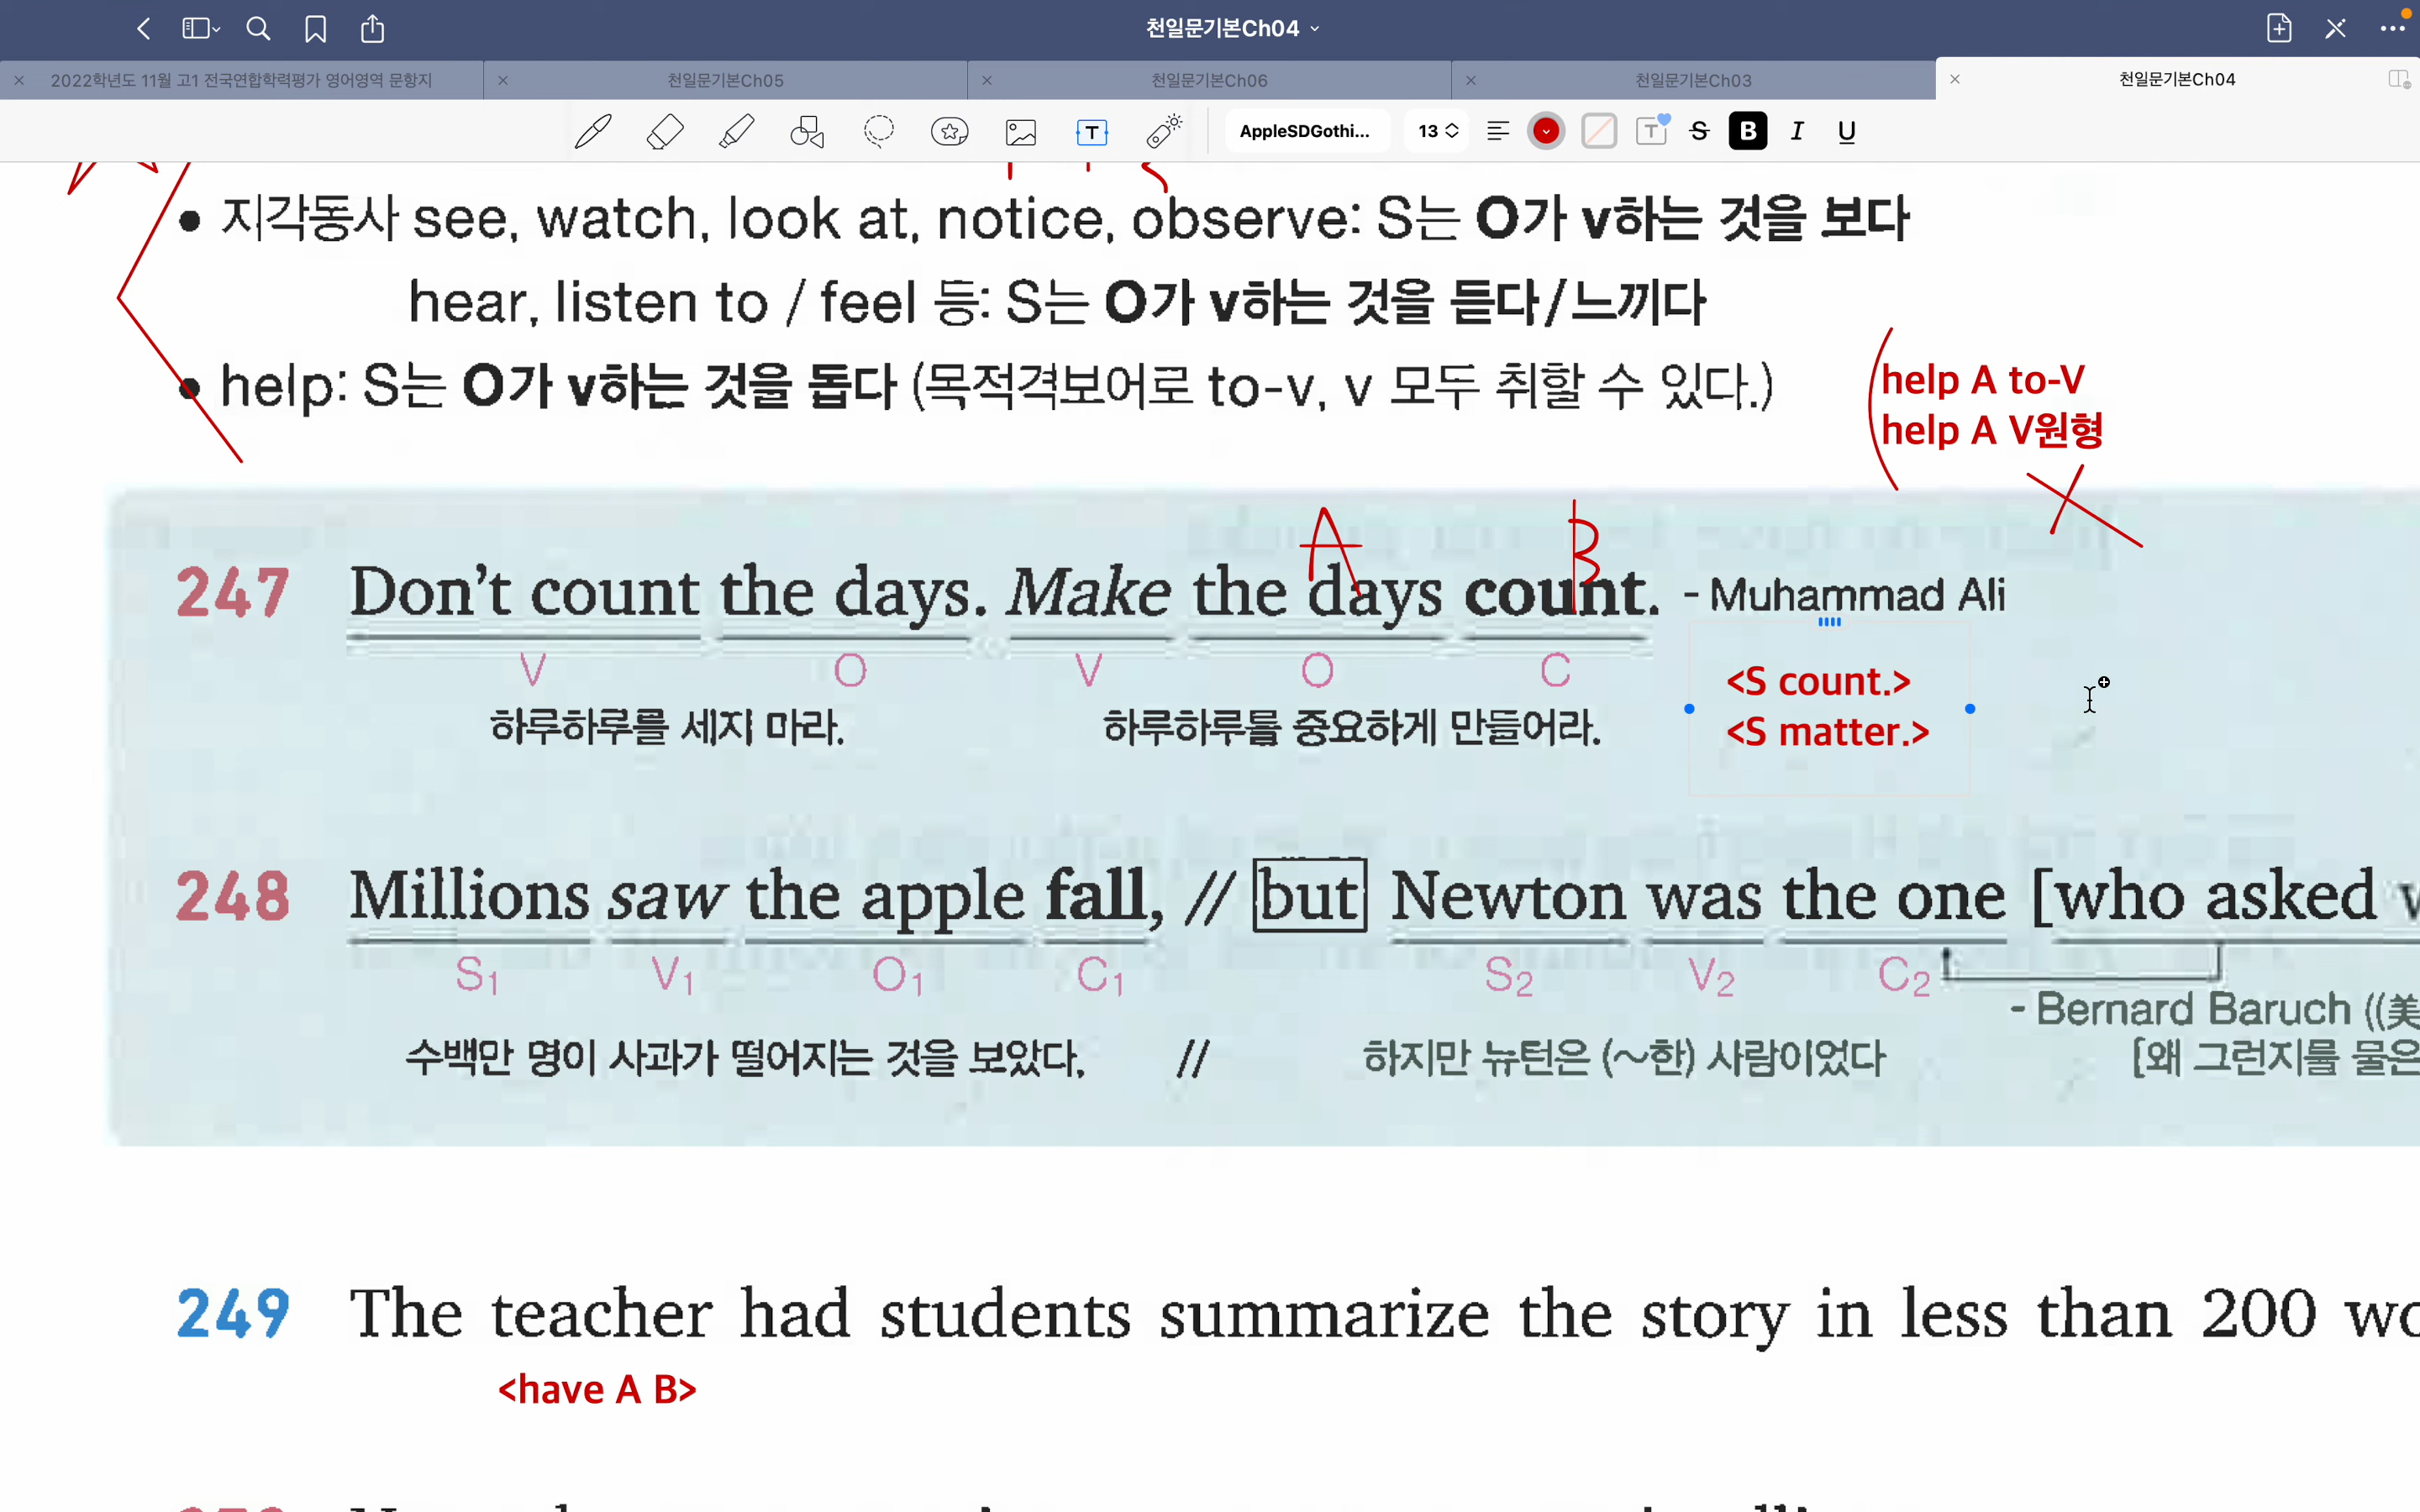 천일문기본Ch04
2022학년도 11월 고1 전국연합학력평가 영어영역 문항지
천일문기본Ch05
천일문기본Ch06
천일문기본Ch03
천일문기본Ch04
AppleSDGothi...
13
B I U
• 지각동사 see, watch, look at, notice, observe: S는 O가 v하는 것을 보다
hear, listen to / feel 등: S는 O가 v하는 것을 듣다/느끼다
• help: S는 O가 v하는 것을 돕다 (목적격보어로 to-v, v 모두 취할 수 있다.)
help A to-V
help A V원형
A B
247 Don't count the days. Make the days count. - Muhammad Ali
V O V O C
<S count.>
<S matter.>
하루하루를 세지 마라. 하루하루를 중요하게 만들어라.
248 Millions saw the apple fall, // but Newton was the one [who asked
S1 V1 O1 C1 S2 V2 C2
- Bernard Baruch ((美
수백만 명이 사과가 떨어지는 것을 보았다, // 하지만 뉴턴은 (~한) 사람이었다 [왜 그런지를 물은
249 The teacher had students summarize the story in less than 200
<have A B>